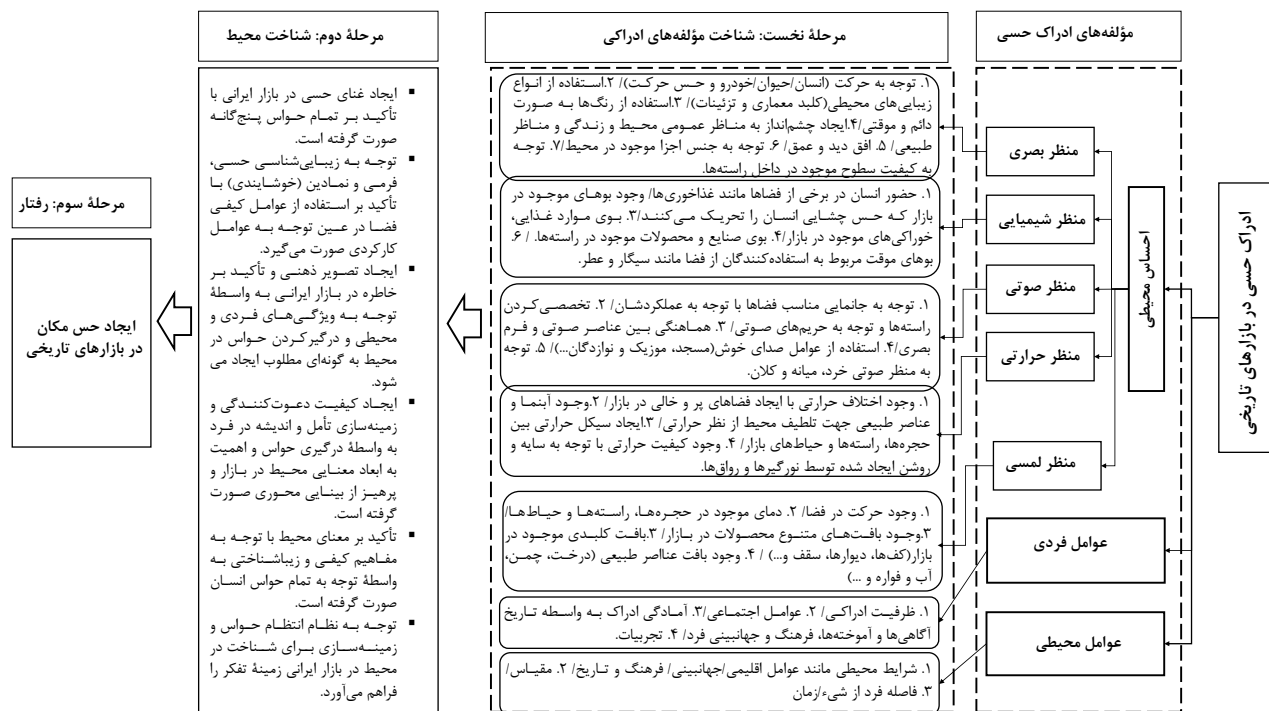 ادراک حسی در بازارهای تاریخی
مؤلفه‌های ادراک حسی
احساس محیطی
منظر بصری
منظر شیمیایی
منظر صوتی
منظر حرارتی
منظر لمسی
عوامل فردی
عوامل محیطی
مرحلهٔ نخست: شناخت مؤلفه‌های ادراکی
۱. توجه به حرکت (انسان/حیوان/خودرو و حس حرکت)/ ۲.استفاده از انواع
زیبایی‌های محیطی(کلبد معماری و تزئینات)/ ۳.استفاده از رنگ‌ها به صورت
دائم و موقتی/۴.ایجاد چشم‌انداز به مناظر عمومی محیط و زندگی و مناظر
طبیعی/ ۵. افق دید و عمق/ ۶. توجه به جنس اجزا موجود در محیط/۷. توجه
به کیفیت سطوح موجود در داخل راسته‌ها.
۱. حضور انسان در برخی از فضاها مانند غذاخوری‌ها/ وجود بوهای موجود در
بازار که حس چشایی انسان را تحریک می‌کنند/۳. بوی موارد غذایی،
خوراکی‌های موجود در بازار/۴. بوی صنایع و محصولات موجود در راسته‌ها. / ۶.
بوهای موقت مربوط به استفاده‌کنندگان از فضا مانند سیگار و عطر.
۱. توجه به جانمایی مناسب فضاها با توجه به عملکردشان/ ۲. تخصصی‌کردن
راسته‌ها و توجه به حریم‌های صوتی/ ۳. هماهنگی بین عناصر صوتی و فرم
بصری/۴. استفاده از عوامل صدای خوش(مسجد، موزیک و نوازدگان...)/ ۵. توجه
به منظر صوتی خرد، میانه و کلان.
۱. وجود اختلاف حرارتی با ایجاد فضاهای پر و خالی در بازار/ ۲.وجود آبنما و
عناصر طبیعی جهت تلطیف محیط از نظر حرارتی/ ۳.ایجاد سیکل حرارتی بین
حجره‌ها، راسته‌ها و حیاط‌های بازار/ ۴. وجود کیفیت حرارتی با توجه به سایه و
روشن ایجاد شده توسط نورگیرها و رواق‌ها.
۱. وجود حرکت در فضا/ ۲. دمای موجود در حجره‌ها، راسته‌ها و حیاط‌ها/
۳.وجود بافت‌های متنوع محصولات در بازار/ ۳.بافت کلبدی موجود در
بازار(کف‌ها، دیوارها، سقف و...) / ۴. وجود بافت عنااصر طبیعی (درخت، چمن،
آب و فواره و ...)
۱. ظرفیت ادراکی/ ۲. عوامل اجتماعی/۳. آمادگی ادراک به واسطه تاریخ
آگاهی‌ها و آموخته‌ها، فرهنگ و جهانبینی فرد/ ۴. تجربیات.
۱. شرایط محیطی مانند عوامل اقلیمی/جهانبینی/ فرهنگ و تاریخ/ ۲. مقیاس/
۳. فاصله فرد از شیء/زمان
مرحلهٔ دوم: شناخت محیط
▪ ایجاد غنای حسی در بازار ایرانی با
تأکید بر تمام حواس پنج‌گانه
صورت گرفته است.
▪ توجه به زیبایی‌شناسی حسی،
فرمی و نمادین (خوشایندی) با
تأکید بر استفاده از عوامل کیفی
فضا در عین توجه به عوامل
کارکردی صورت می‌گیرد.
▪ ایجاد تصویر ذهنی و تأکید بر
خاطره در بازار ایرانی به واسطهٔ
توجه به ویژگی‌های فردی و
محیطی و درگیرکردن حواس در
محیط به گونه‌ای مطلوب ایجاد می
شود.
▪ ایجاد کیفیت دعوت‌کنندگی و
زمینه‌سازی تأمل و اندیشه در فرد
به واسطهٔ درگیری حواس و اهمیت
به ابعاد معنایی محیط در بازار و
پرهیز از بینایی محوری صورت
گرفته است.
▪ تأکید بر معنای محیط با توجه به
مفاهیم کیفی و زیباشناختی به
واسطهٔ توجه به تمام حواس انسان
صورت گرفته است.
▪ توجه به نظام انتظام حواس و
زمینه‌سازی برای شناخت در
محیط در بازار ایرانی زمینهٔ تفکر را
فراهم می‌آورد.
مرحلهٔ سوم: رفتار
ایجاد حس مکان
در بازارهای تاریخی